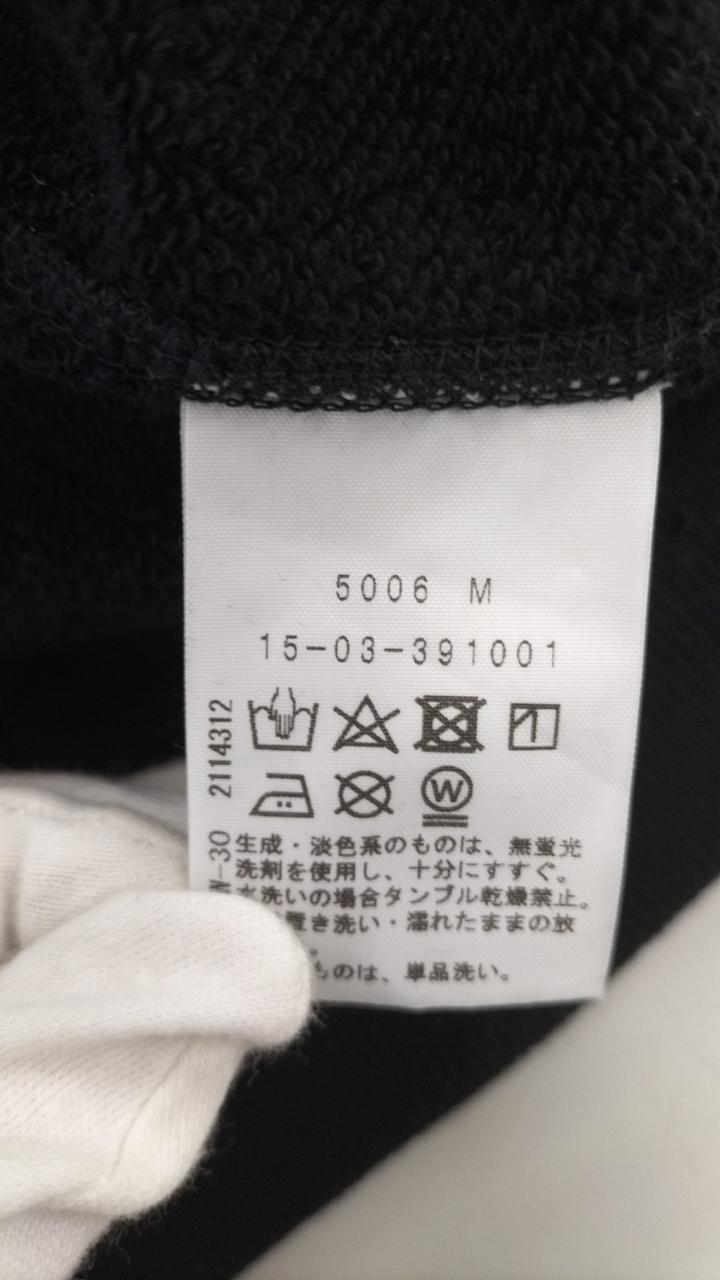 5006 M
15-03-391001
2114312
W
N-30
生成・淡色系のものは、無蛍光
洗剤を使用し、十分にすすぐ。
水洗いの場合タンブル乾燥禁止。
置き洗い・濡れたままの放
。
ものは、単品洗い。